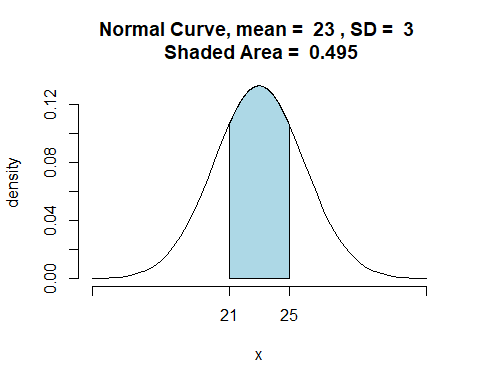 Normal Curve, mean =  23 , SD =  3
Shaded Area =  0.495
density
0.12
0.08
0.04
0.00
21
25
x